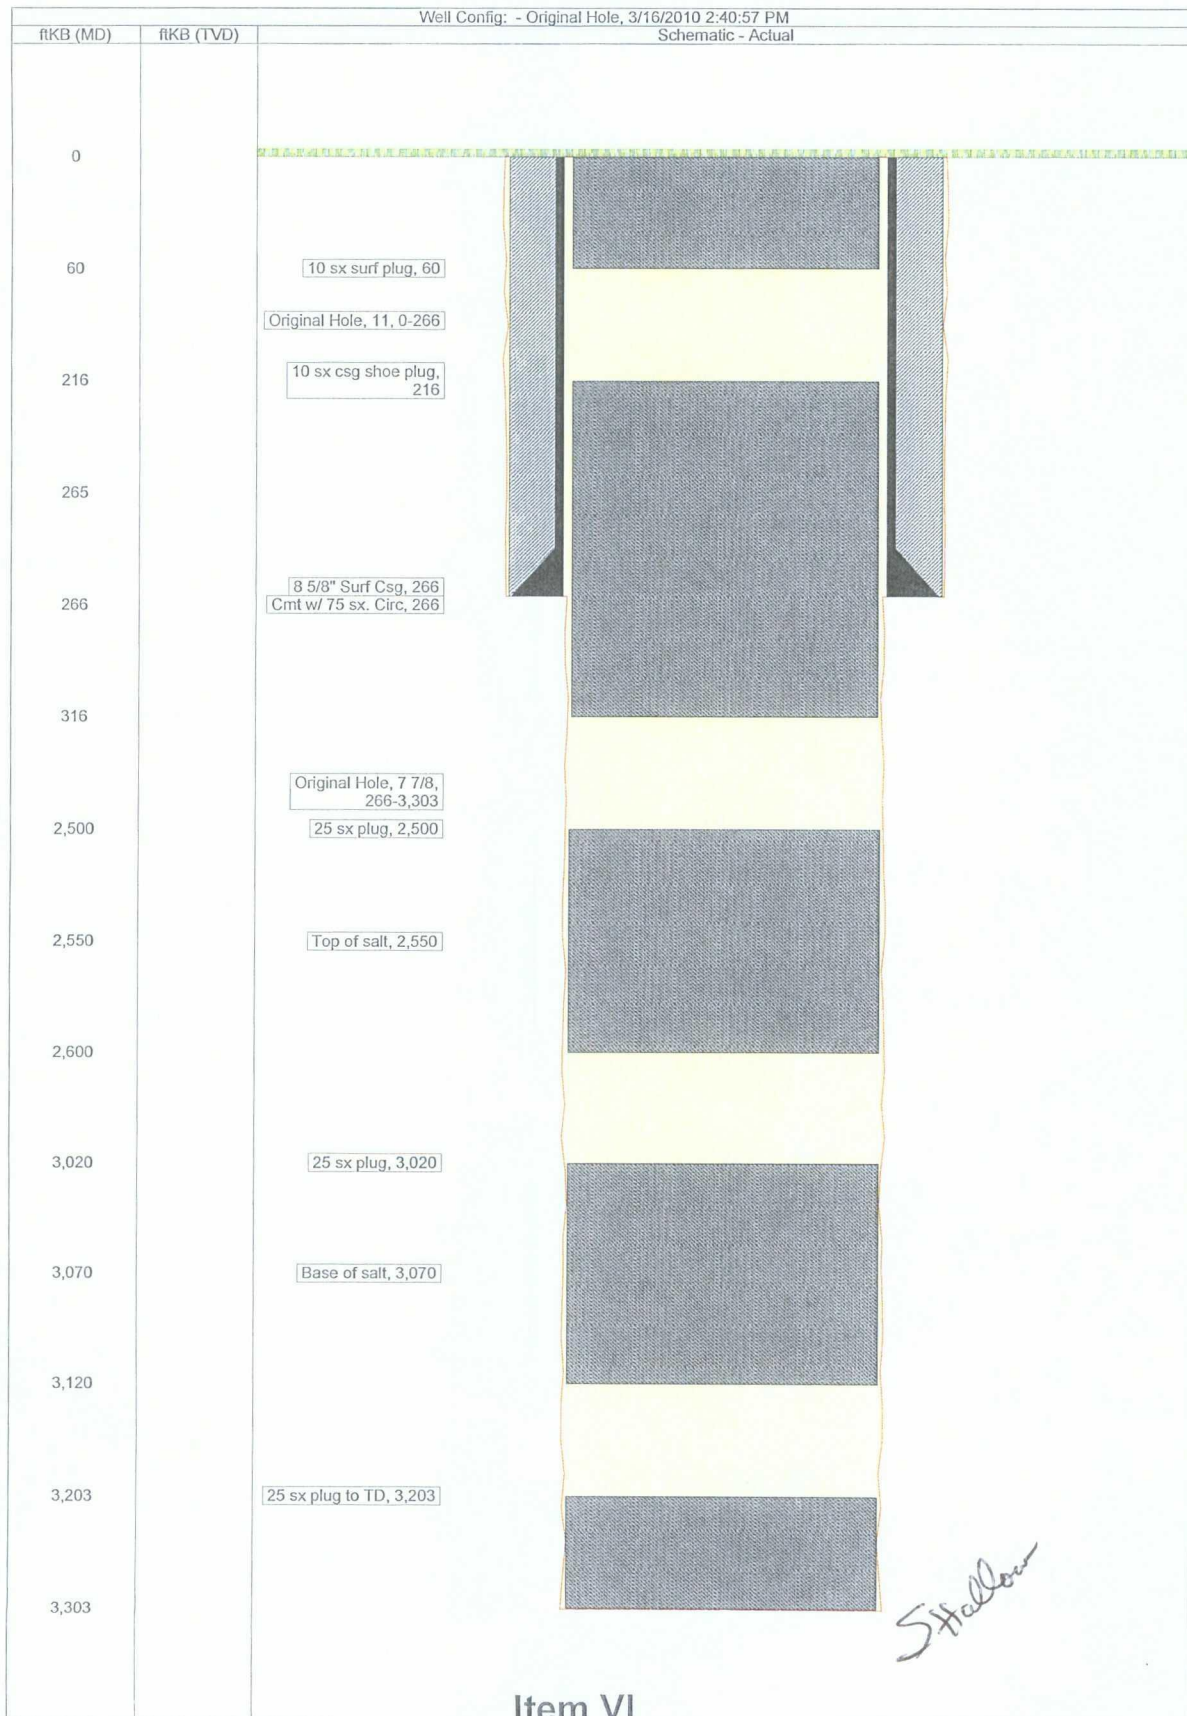 Well Config: - Original Hole, 3/16/2010 2:40:57 PM
ftKB (MD) ftKB (TVD) Schematic - Actual
0
60 10 sx surf plug, 60
Original Hole, 11, 0-266
216 10 sx csg shoe plug,
216
265
8 5/8" Surf Csg, 266
266 Cmt w/ 75 sx. Circ, 266
316
Original Hole, 7 7/8,
266-3,303
2,500 25 sx plug, 2,500
2,550 Top of salt, 2,550
2,600
3,020 25 sx plug, 3,020
3,070 Base of salt, 3,070
3,120
3,203 25 sx plug to TD, 3,203
3,303
SHallow
Item VI